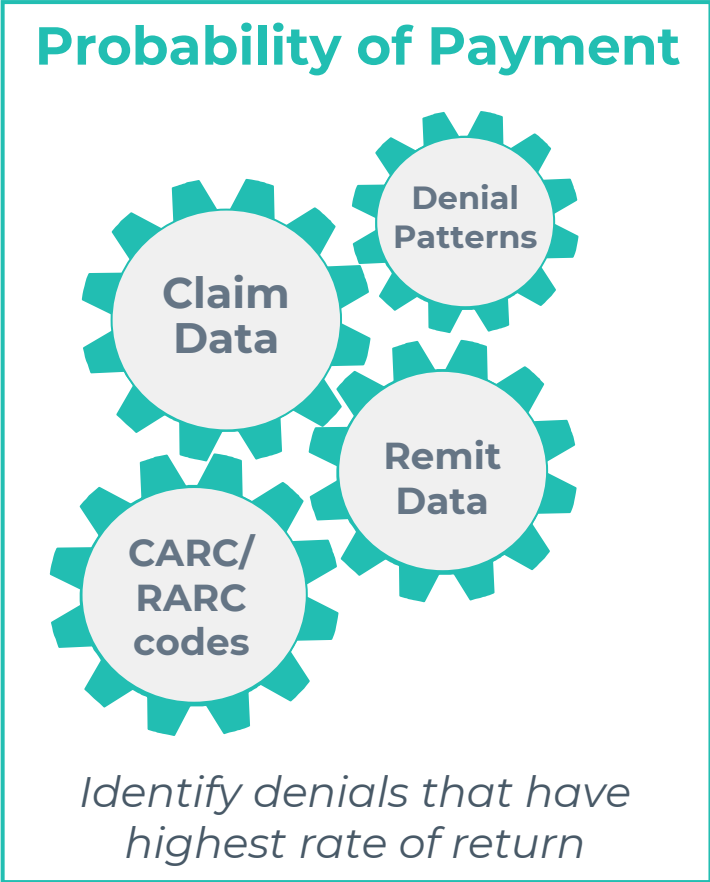 Probability of Payment
Denial
Patterns
Claim
Data
Remit
Data
CARC/
RARC
codes
Identify denials that have
highest rate of return